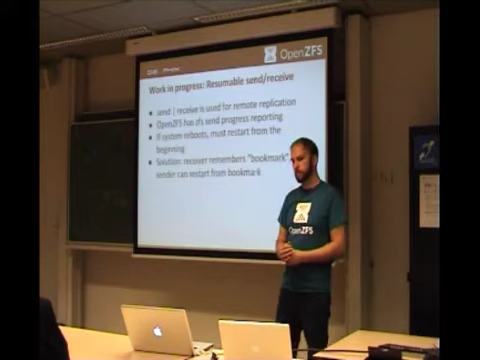 OpenZFS
Work in progress: Resumable send/receive
send | receive is used for remote replication
OpenZFS has zfs send progress reporting
If system reboots, must restart from the
beginning
Solution: receiver remembers "bookmark",
sender can restart from bookmark
OpenZFS